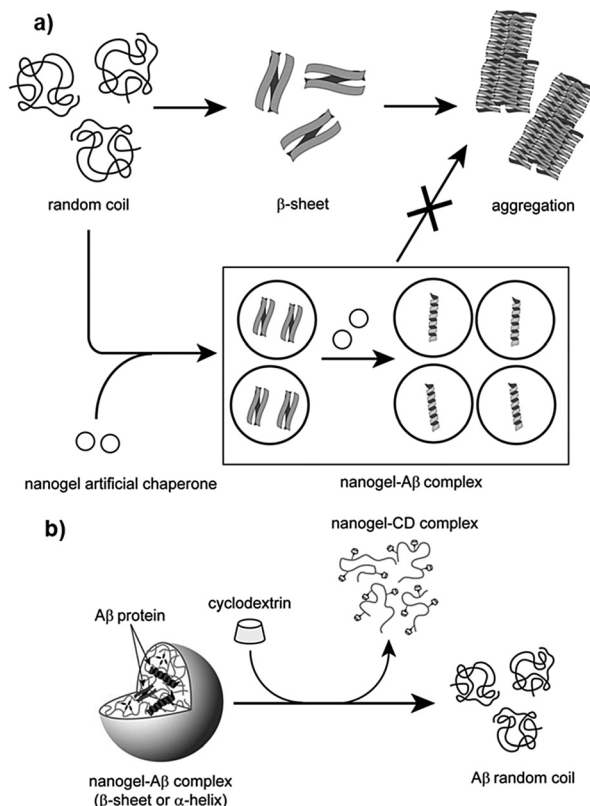 a)
random coil
β-sheet
aggregation
nanogel artificial chaperone
nanogel-Aβ complex
b)
nanogel-CD complex
Aβ protein
cyclodextrin
nanogel-Aβ complex
(β-sheet or α-helix)
Aβ random coil